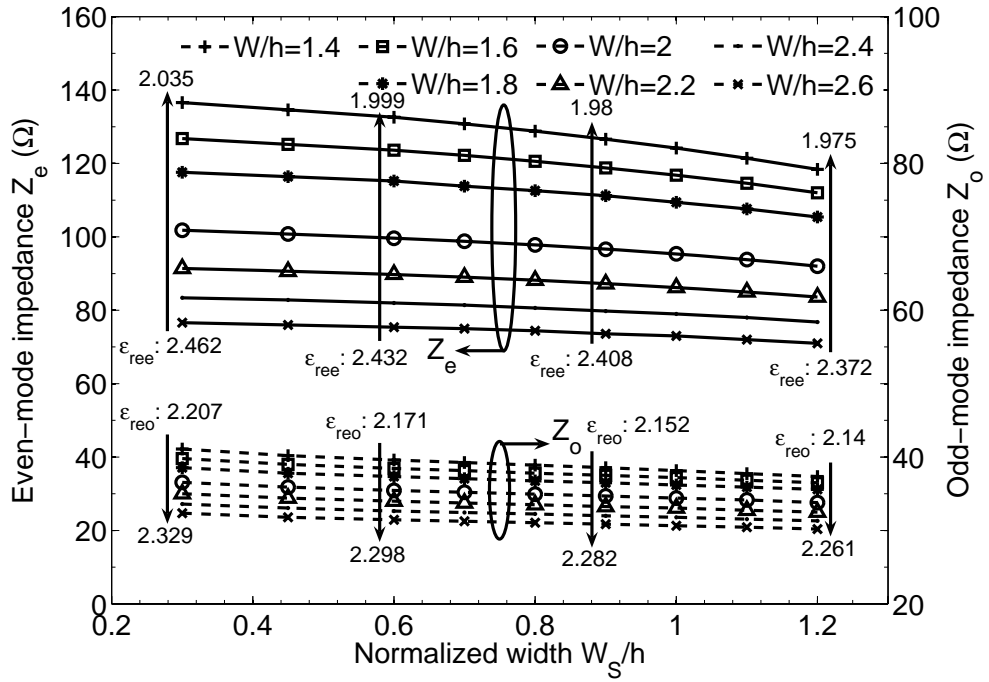 160
140
120
100
80
60
40
20
0
Even−mode impedance Z_e (Ω)
100
80
60
40
20
Odd−mode impedance Z_o (Ω)
W/h=1.4
W/h=1.6
W/h=2
W/h=2.4
W/h=1.8
W/h=2.2
W/h=2.6
2.035
1.999
1.98
1.975
ε_ree: 2.462
ε_ree: 2.432
Z_e
ε_ree: 2.408
ε_ree: 2.372
ε_reo: 2.207
ε_reo: 2.171
Z_o
ε_reo: 2.152
ε_reo: 2.14
2.329
2.298
2.282
2.261
0.2 0.4 0.6 0.8 1 1.2
Normalized width W_S/h